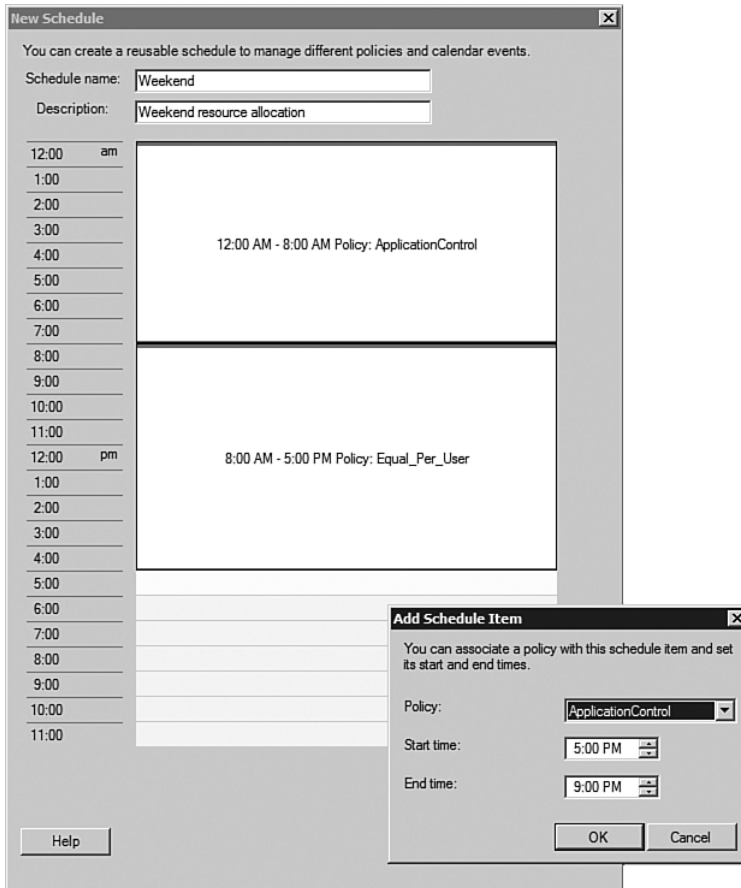 New Schedule
You can create a reusable schedule to manage different policies and calendar events.
Schedule name: Weekend
Description: Weekend resource allocation
12:00 am
1:00
2:00
3:00
12:00 AM - 8:00 AM Policy: ApplicationControl
4:00
5:00
6:00
7:00
8:00
9:00
10:00
11:00
12:00 pm 8:00 AM - 5:00 PM Policy: Equal_Per_User
1:00
2:00
3:00
4:00
5:00
6:00
7:00
8:00
9:00
10:00
11:00
Help
Add Schedule Item
You can associate a policy with this schedule item and set
its start and end times.
Policy: ApplicationControl
Start time: 5:00 PM
End time: 9:00 PM
OK Cancel